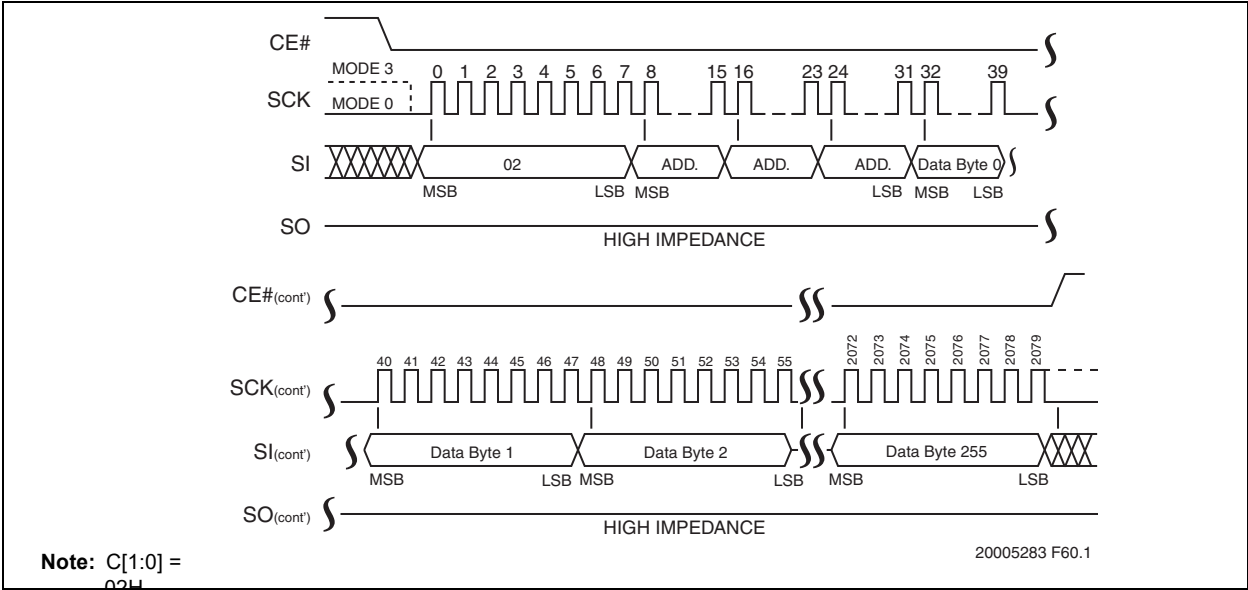 CE#
MODE 3
0 1 2 3 4 5 6 7 8 15 16 23 24 31 32 39
SCK
MODE 0
SI 02 ADD. ADD. ADD. Data Byte 0
MSB LSB MSB LSB MSB LSB
SO
HIGH IMPEDANCE
CE#(cont')
40 41 42 43 44 45 46 47 48 49 50 51 52 53 54 55 2072 2073 2074 2075 2076 2077 2078 2079
SCK(cont')
SI(cont') Data Byte 1 Data Byte 2 Data Byte 255
MSB LSB MSB LSB MSB LSB
SO(cont')
HIGH IMPEDANCE
20005283 F60.1
Note: C[1:0] =
02H